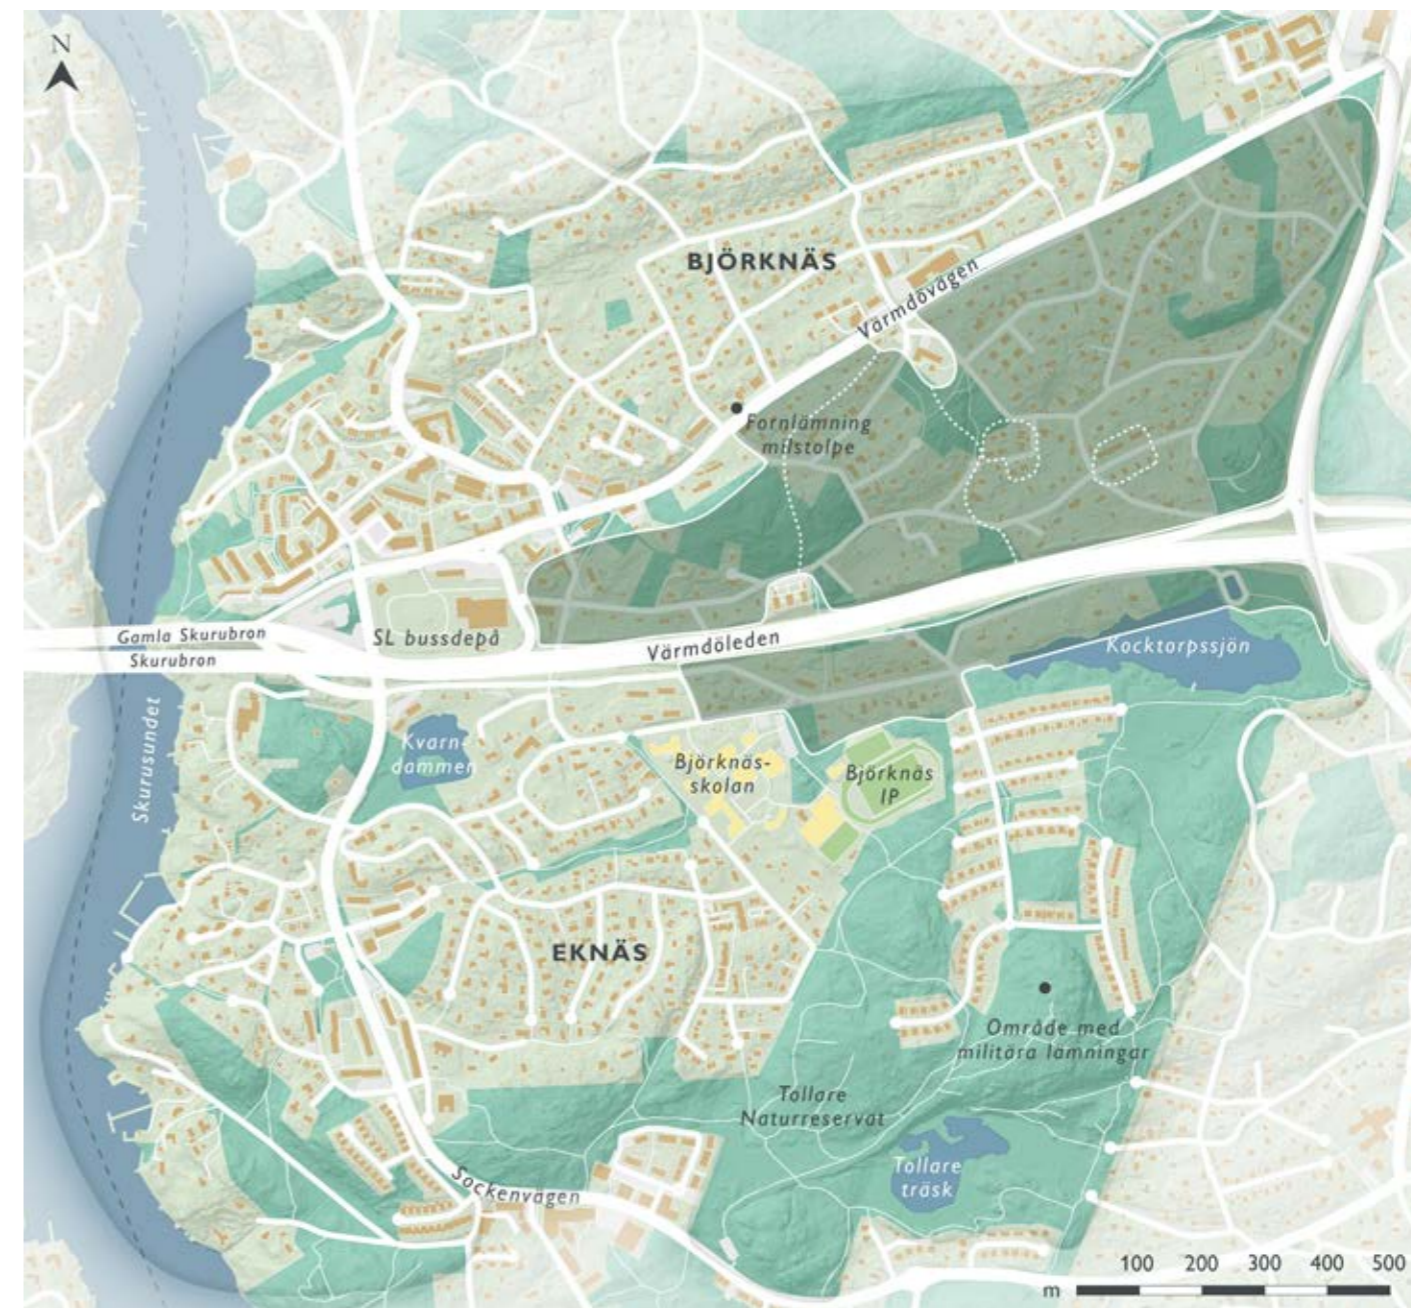 N
BJÖRKNÄS
Värmdövägen
Fornlämning
milstolpe
Gamla Skurubron
Skurubron
SL bussdepå
Värmdöleden
Kocktorpssjön
Skurusundet
Kvarn-
dammen
Björknäs-
skolan
Björknäs
IP
EKNÄS
Område med
militära lämningar
Tollare
Naturreservat
Tollare
träsk
Sockenvägen
100 200 300 400 500
m